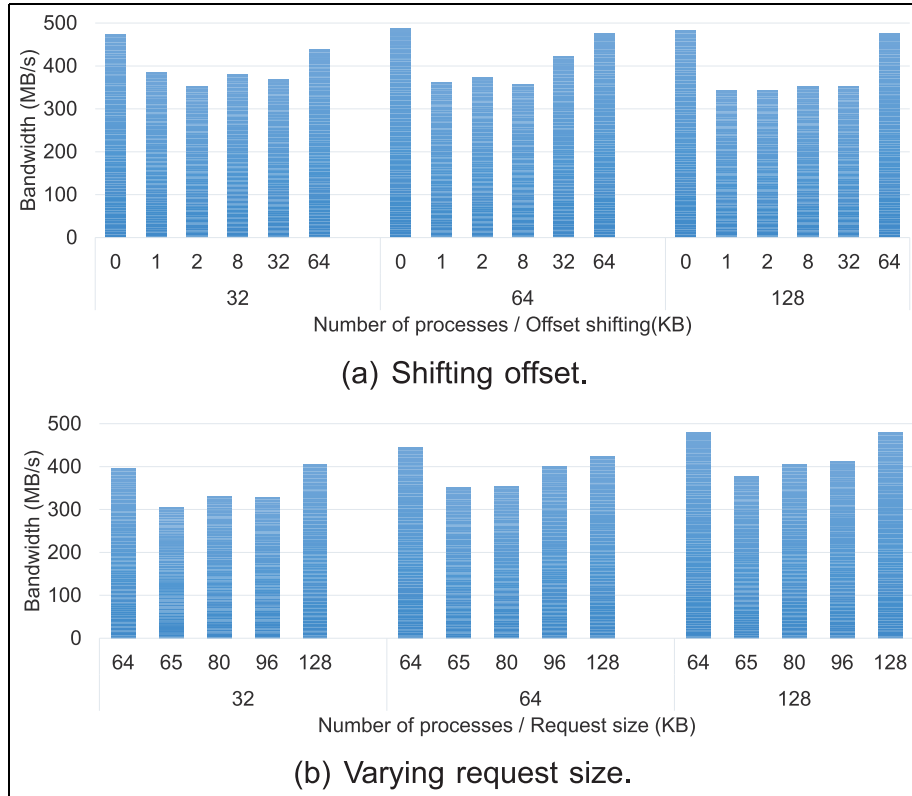 500
400
300
200
100
0
Bandwidth (MB/s)
0 1 2 8 32 64 0 1 2 8 32 64 0 1 2 8 32 64
32 64 128
Number of processes / Offset shifting(KB)
(a) Shifting offset.
500
400
300
200
100
0
Bandwidth (MB/s)
64 65 80 96 128 64 65 80 96 128 64 65 80 96 128
32 64 128
Number of processes / Request size (KB)
(b) Varying request size.